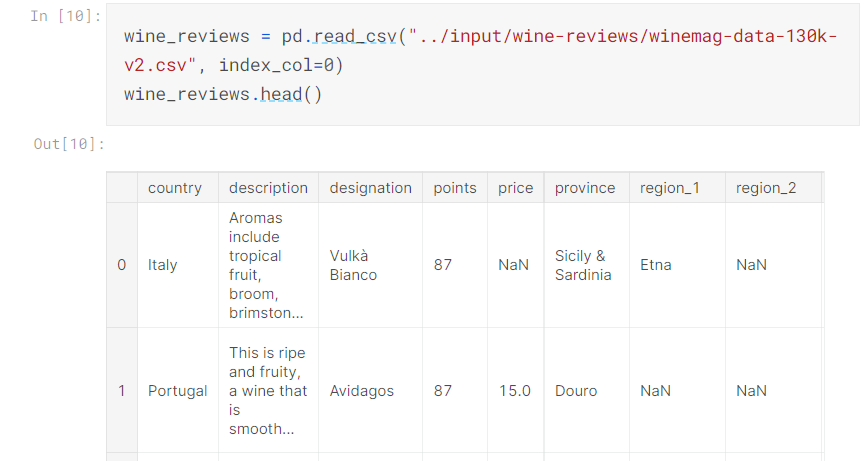 In [10]:
wine_reviews = pd.read_csv("../input/wine-reviews/winemag-data-130k-
v2.csv", index_col=0)
wine_reviews.head()
Out[10]:
country description designation points price province region_1 region_2
0 Italy Aromas include tropical fruit, broom, brimston... Vulkà Bianco 87 NaN Sicily & Sardinia Etna NaN
1 Portugal This is ripe and fruity, a wine that is smooth... Avidagos 87 15.0 Douro NaN NaN